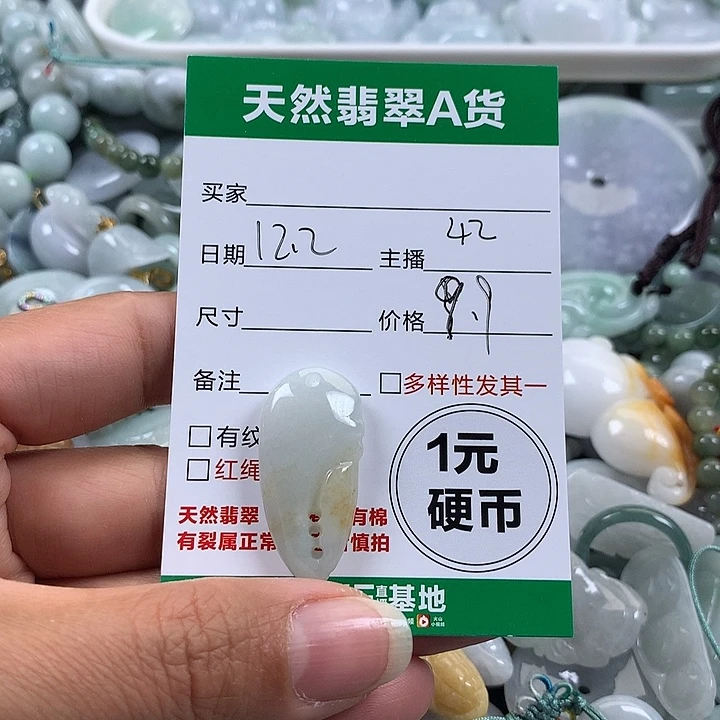 天然翡翠A货
买家
日期 12.2 主播 42
尺寸 价格 9.9
备注 □多样性发其一
□有纹
□红绳
1元
硬币
天然翡翠 有棉
有裂属正常 慎拍
基地